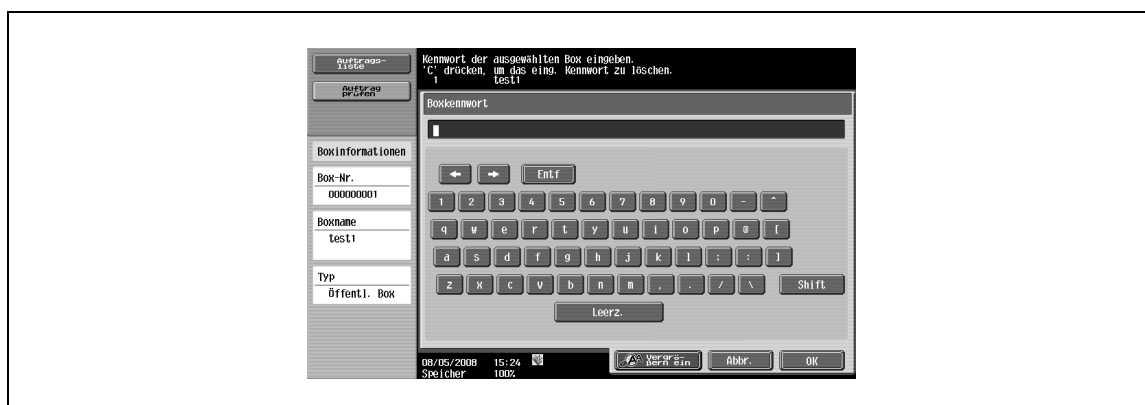 Auftrags-
liste
Auftrag
prüfen
Kennwort der ausgewählten Box eingeben.
'C' drücken, um das eing. Kennwort zu löschen.
1 test1
Boxkennwort
Boxinformationen
Box-Nr.
000000001
Boxname
test1
Typ
Öffentl. Box
Entf
1 2 3 4 5 6 7 8 9 0 - ^
q w e r t y u i o p @ [
a s d f g h j k l ; : ]
z x c v b n m , . / \ Shift
Leerz.
08/05/2008 15:24
Speicher 100%
Vergrö-
ßern ein
Abbr.
OK